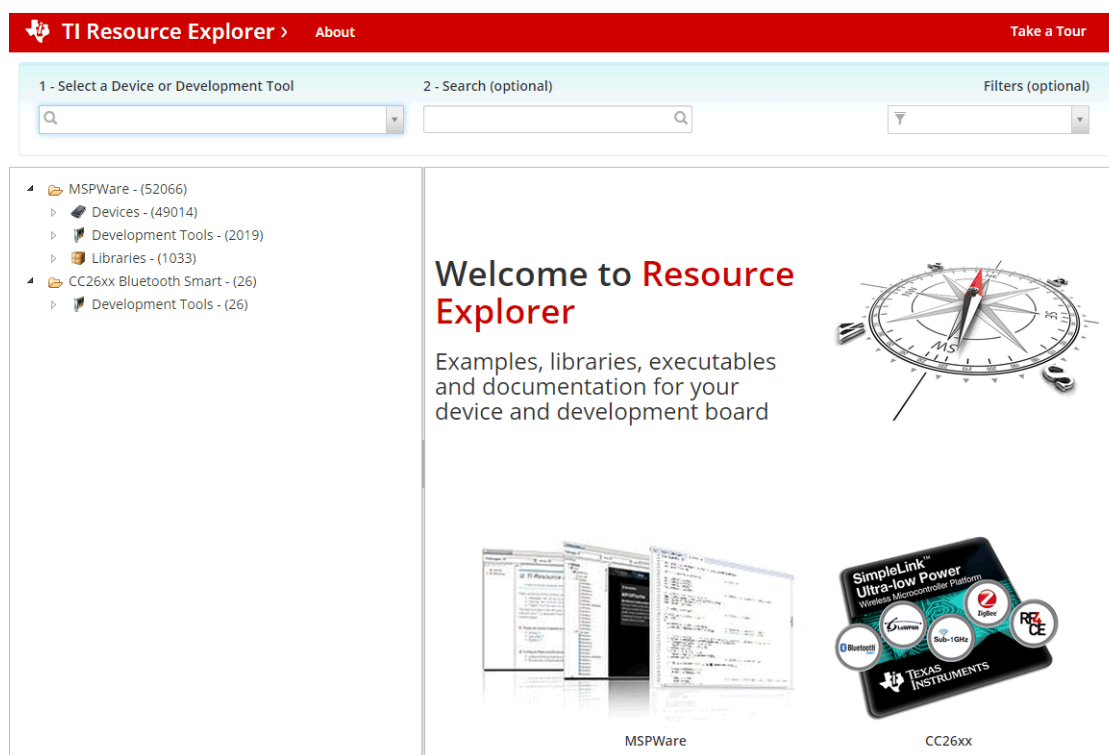 TI Resource Explorer › About
Take a Tour
1 - Select a Device or Development Tool
2 - Search (optional)
Filters (optional)
MSPWare - (52066)
Devices - (49014)
Development Tools - (2019)
Libraries - (1033)
CC26xx Bluetooth Smart - (26)
Development Tools - (26)
Welcome to Resource
Explorer
Examples, libraries, executables
and documentation for your
device and development board
SimpleLink™
Ultra-low Power
Wireless Microcontroller Platform
ZigBee
6LoWPAN
RF4CE
Sub-1GHz
Bluetooth
TEXAS
INSTRUMENTS
MSPWare
CC26xx